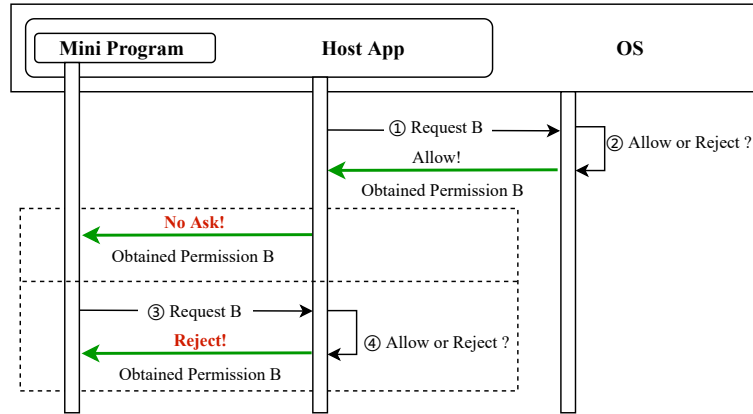 Mini Program
Host App
OS
① Request B
② Allow or Reject ?
Allow!
Obtained Permission B
No Ask!
Obtained Permission B
③ Request B
④ Allow or Reject ?
Reject!
Obtained Permission B